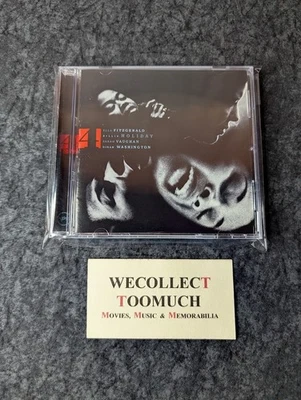 4!
ELLA FITZGERALD
BILLIE HOLIDAY
SARAH VAUGHAN
DINAH WASHINGTON
WECOLLECT
TOOMUCH
MOVIES, MUSIC & MEMORABILIA